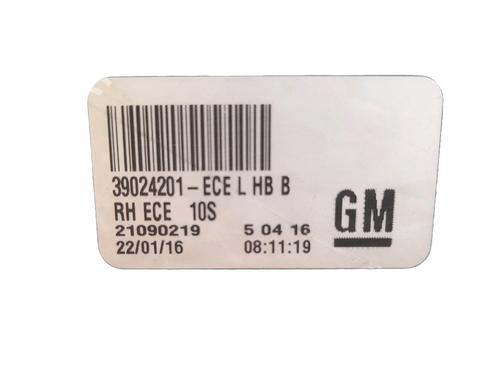 39024201-ECE L HB B
RH ECE 10S
21090219 5 04 16
22/01/16 08:11:19
GM